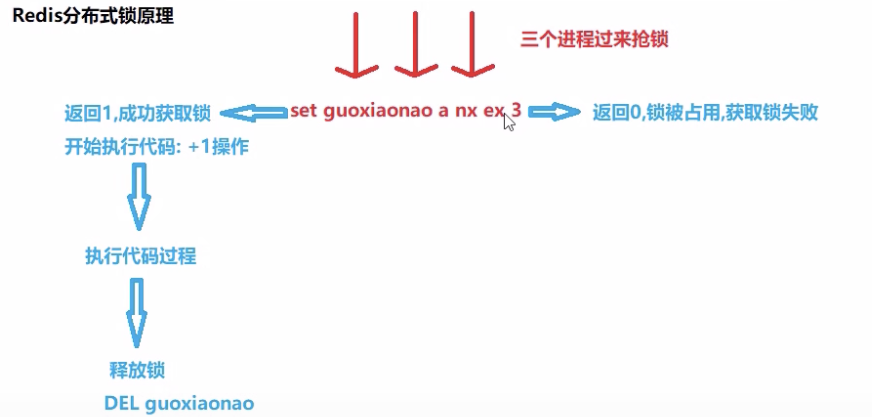 Redis分布式锁原理
三个进程过来抢锁
返回1,成功获取锁
set guoxiaonao a nx ex 3
返回0,锁被占用,获取锁失败
开始执行代码: +1操作
执行代码过程
释放锁
DEL guoxiaonao